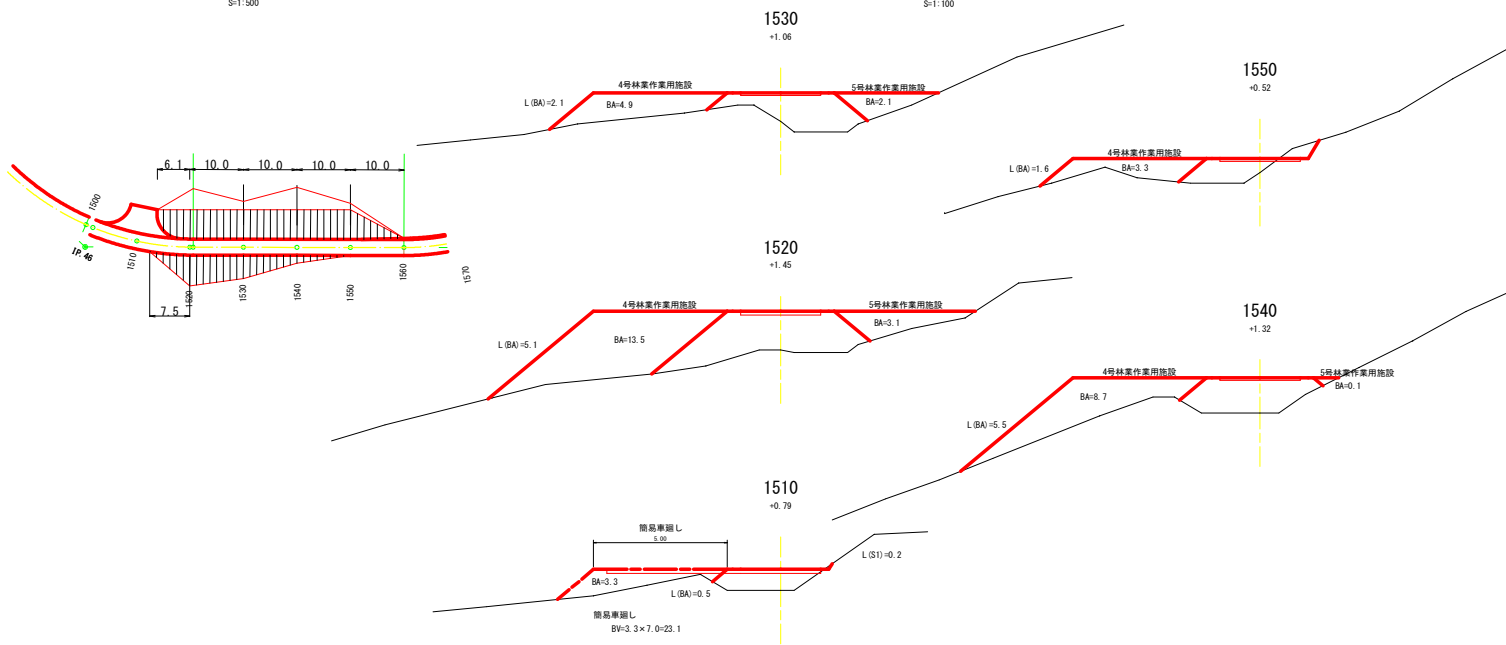 S=1:500
S=1:100
6.1
10.0
10.0
10.0
10.0
1500
IP.46
1510
1520
1530
1540
1550
1560
1570
7.5
1530
+1.06
4号林業作業用施設
5号林業作業用施設
L(BA)=2.1
BA=4.9
BA=2.1
1550
+0.52
4号林業作業用施設
L(BA)=1.6
BA=3.3
1520
+1.45
4号林業作業用施設
5号林業作業用施設
L(BA)=5.1
BA=13.5
BA=3.1
1540
+1.32
4号林業作業用施設
5号林業作業用施設
L(BA)=5.5
BA=8.7
BA=0.1
1510
+0.79
簡易車廻し
5.00
L(S1)=0.2
BA=3.3
L(BA)=0.5
簡易車廻し
BV=3.3×7.0=23.1